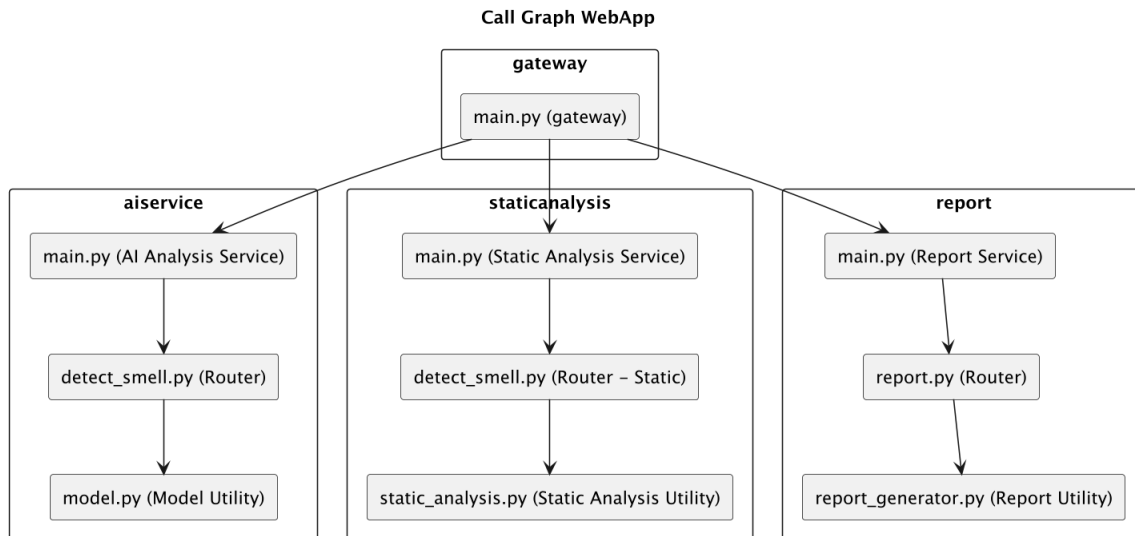 Call Graph WebApp
gateway
main.py (gateway)
aiservice
staticanalysis
report
main.py (AI Analysis Service)
main.py (Static Analysis Service)
main.py (Report Service)
detect_smell.py (Router)
detect_smell.py (Router – Static)
report.py (Router)
model.py (Model Utility)
static_analysis.py (Static Analysis Utility)
report_generator.py (Report Utility)